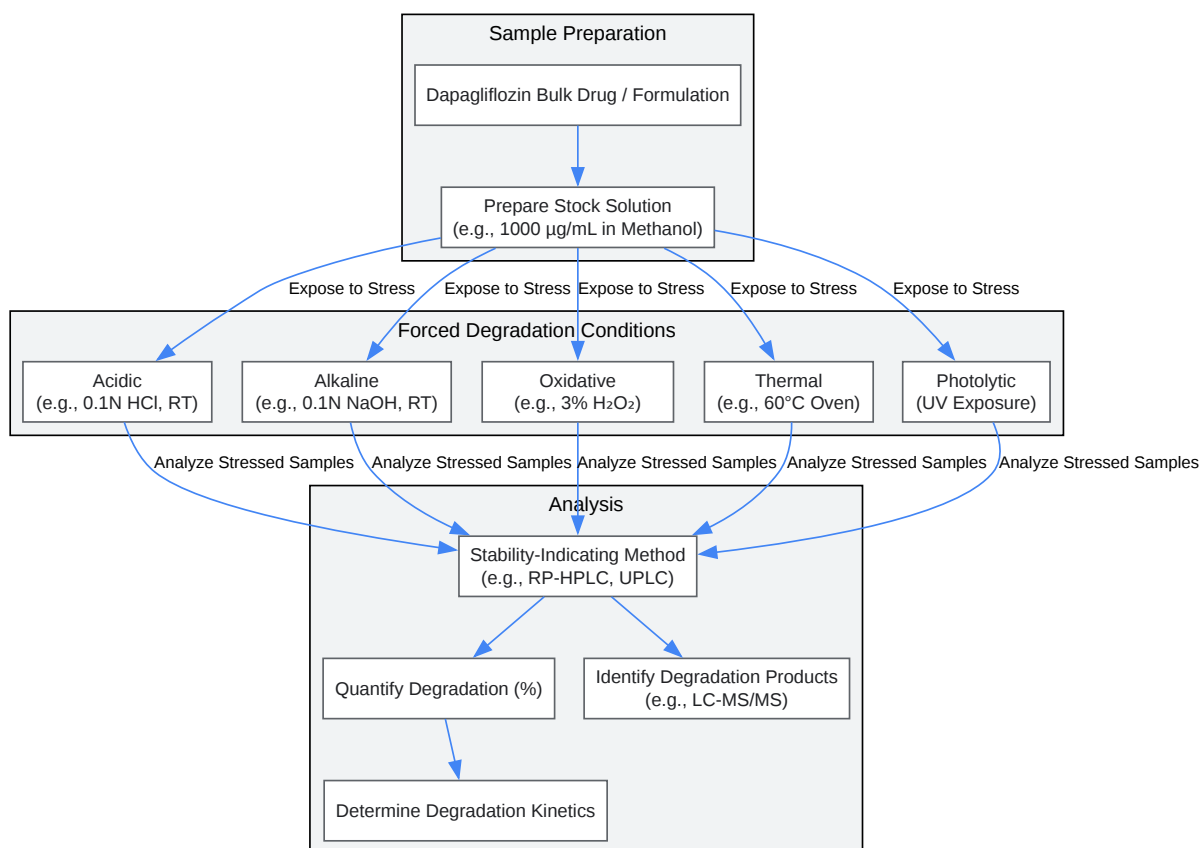 Sample Preparation
Dapagliflozin Bulk Drug / Formulation
Prepare Stock Solution
(e.g., 1000 µg/mL in Methanol)
Expose to Stress
Expose to Stress
Expose to Stress
Expose to Stress
Expose to Stress
Forced Degradation Conditions
Acidic
(e.g., 0.1N HCl, RT)
Alkaline
(e.g., 0.1N NaOH, RT)
Oxidative
(e.g., 3% H₂O₂)
Thermal
(e.g., 60°C Oven)
Photolytic
(UV Exposure)
Analyze Stressed Samples
Analyze Stressed Samples
Analyze Stressed Samples
Analyze Stressed Samples
Analyze Stressed Samples
Analysis
Stability-Indicating Method
(e.g., RP-HPLC, UPLC)
Quantify Degradation (%)
Identify Degradation Products
(e.g., LC-MS/MS)
Determine Degradation Kinetics